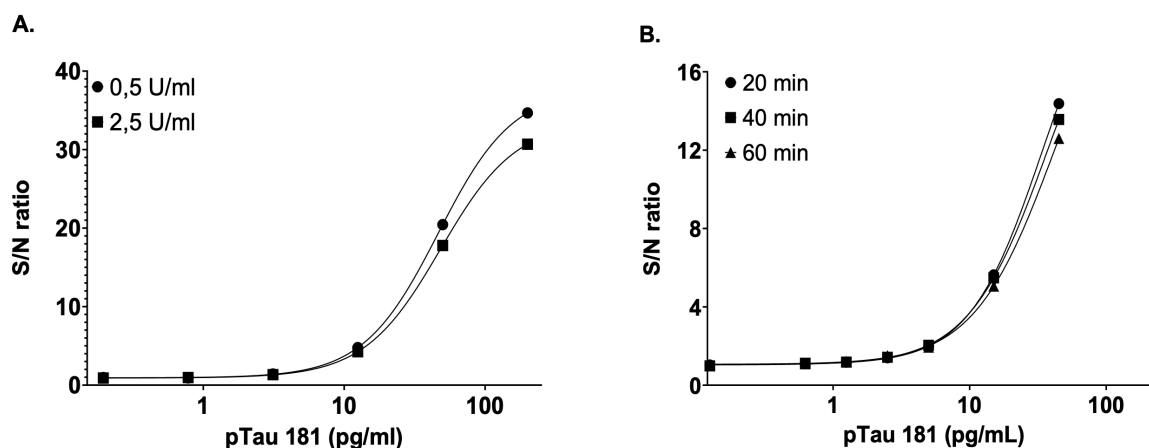 A.
0,5 U/ml
2,5 U/ml
S/N ratio
40
30
20
10
0
1
10
100
pTau 181 (pg/ml)
B.
20 min
40 min
60 min
S/N ratio
16
12
8
4
0
1
10
100
pTau 181 (pg/mL)